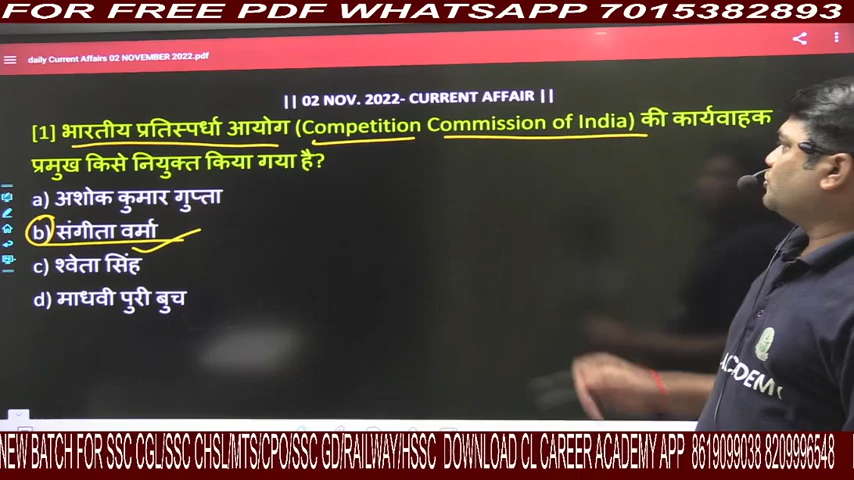 FOR FREE PDF WHATSAPP 7015382893
daily Current Affairs 02 NOVEMBER 2022.pdf
|| 02 NOV. 2022- CURRENT AFFAIR ||
[1] भारतीय प्रतिस्पर्धा आयोग (Competition Commission of India) की कार्यवाहक
प्रमुख किसे नियुक्त किया गया है?
a) अशोक कुमार गुप्ता
b) संगीता वर्मा
c) श्वेता सिंह
d) माधवी पुरी बुच
ACADEMY
NEW BATCH FOR SSC CGL/SSC CHSL/MTS/CPO/SSC GD/RAILWAY/HSSC DOWNLOAD CL CAREER ACADEMY APP 8619099038 8209996548